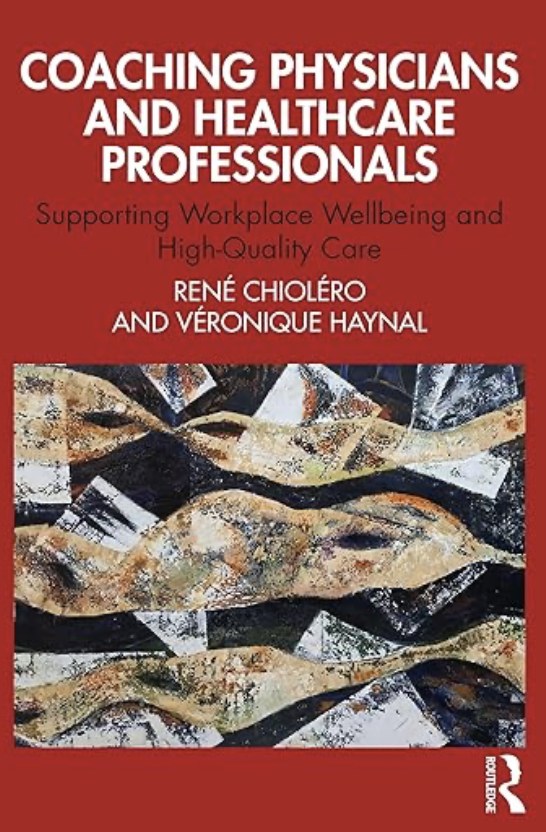 COACHING PHYSICIANS
AND HEALTHCARE
PROFESSIONALS
Supporting Workplace Wellbeing and
High-Quality Care
RENÉ CHIOLÉRO
AND VÉRONIQUE HAYNAL
ROUTLEDGE